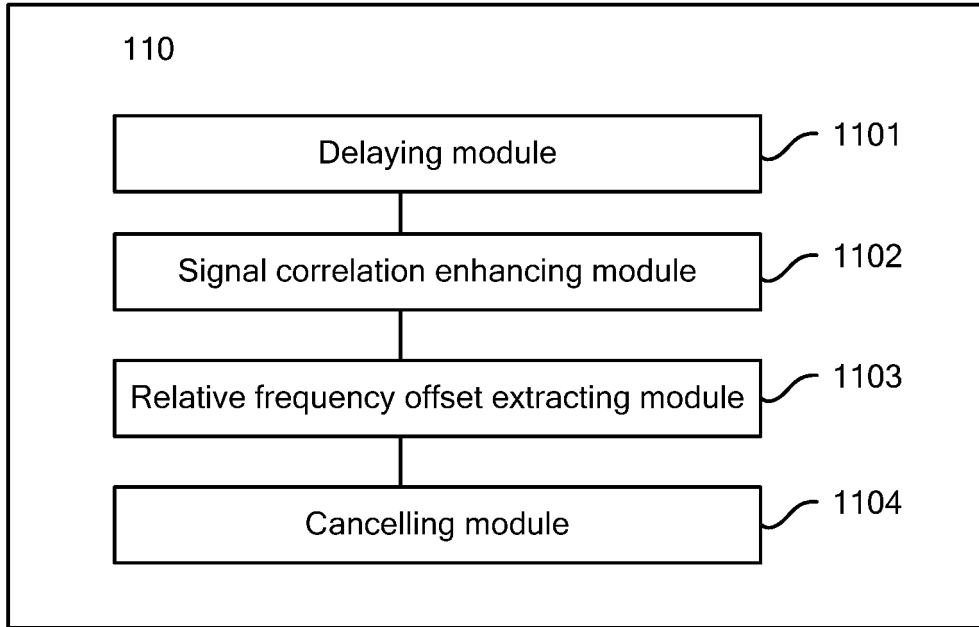 110
Delaying module
1101
Signal correlation enhancing module
1102
Relative frequency offset extracting module
1103
Cancelling module
1104